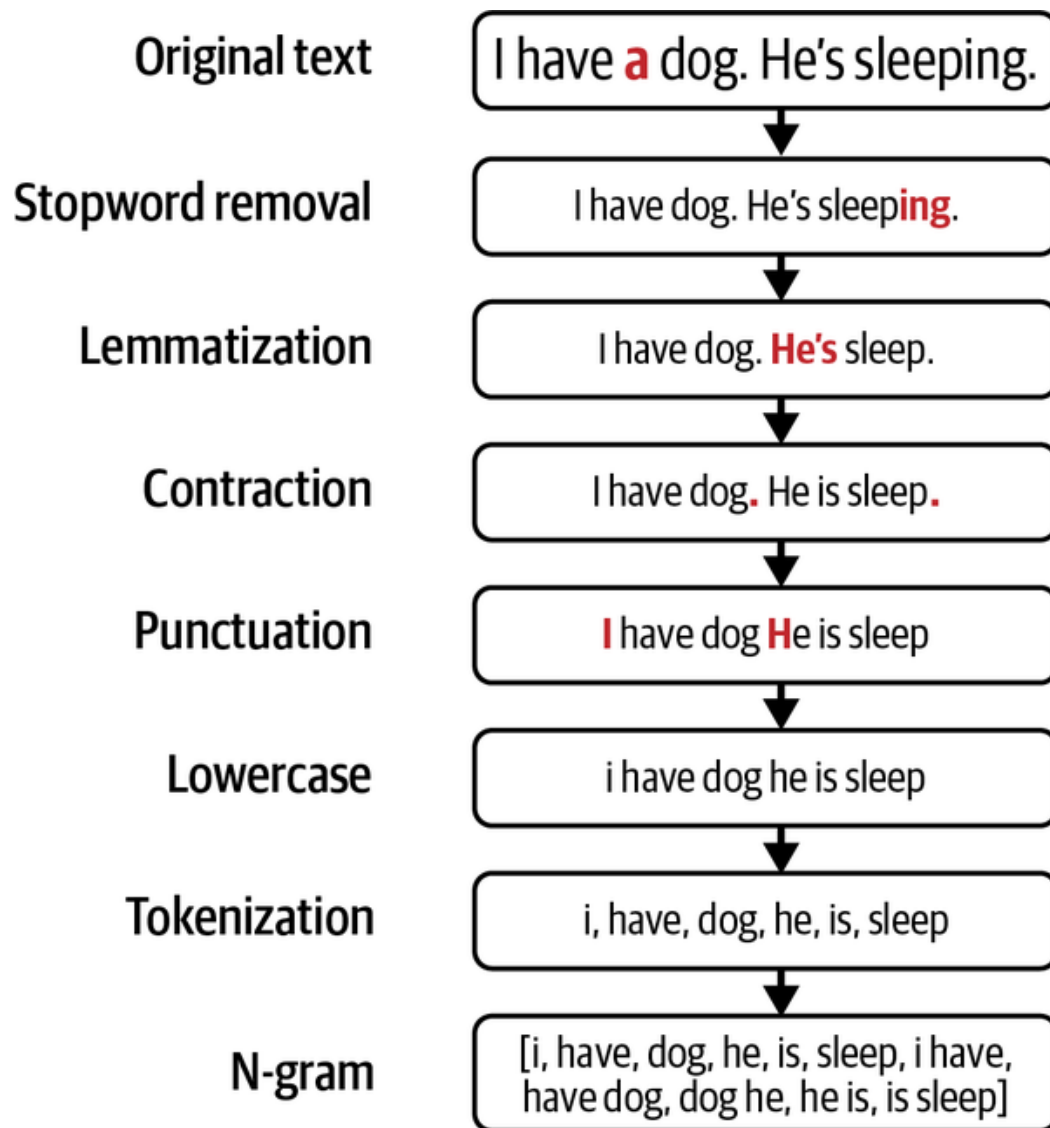 Original text
I have a dog. He's sleeping.
Stopword removal
I have dog. He's sleeping.
Lemmatization
I have dog. He's sleep.
Contraction
I have dog. He is sleep.
Punctuation
I have dog He is sleep
Lowercase
i have dog he is sleep
Tokenization
i, have, dog, he, is, sleep
N-gram
[i, have, dog, he, is, sleep, i have,
have dog, dog he, he is, is sleep]